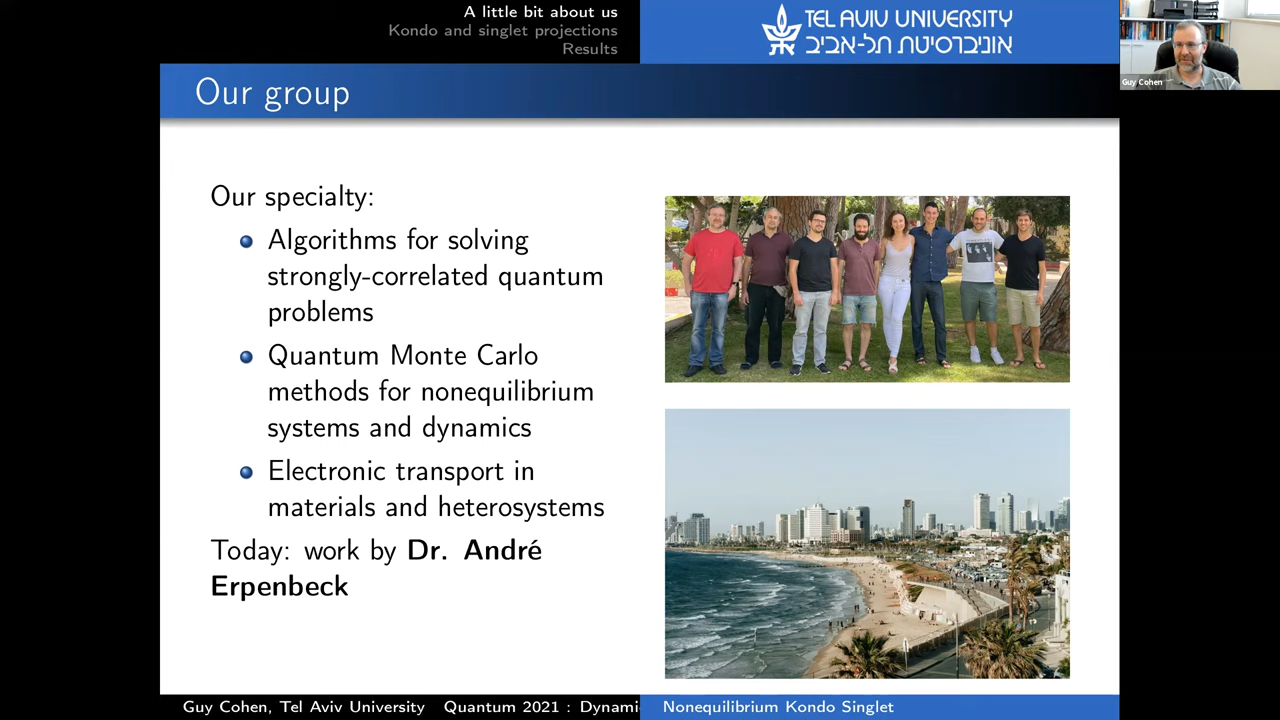 A little bit about us
Kondo and singlet projections
Results
TEL AVIV UNIVERSITY
אוניברסיטת תל-אביב
Guy Cohen
Our group
Our specialty:
Algorithms for solving
strongly-correlated quantum
problems
Quantum Monte Carlo
methods for nonequilibrium
systems and dynamics
Electronic transport in
materials and heterosystems
Today: work by Dr. André
Erpenbeck
Guy Cohen, Tel Aviv University Quantum 2021 : Dynami
Nonequilibrium Kondo Singlet